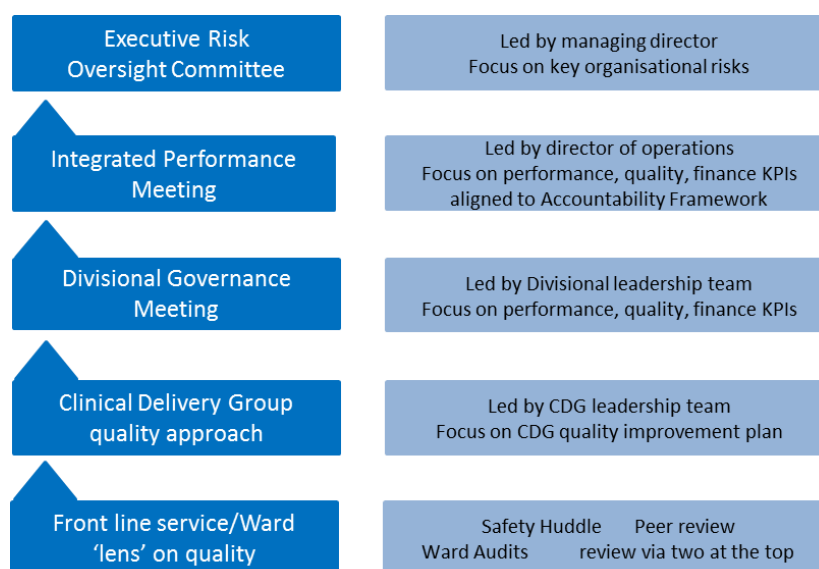 Executive Risk
Oversight Committee
Led by managing director
Focus on key organisational risks
Integrated Performance
Meeting
Led by director of operations
Focus on performance, quality, finance KPIs
aligned to Accountability Framework
Divisional Governance
Meeting
Led by Divisional leadership team
Focus on performance, quality, finance KPIs
Clinical Delivery Group
quality approach
Led by CDG leadership team
Focus on CDG quality improvement plan
Front line service/Ward
‘lens’ on quality
Safety Huddle Peer review
Ward Audits review via two at the top